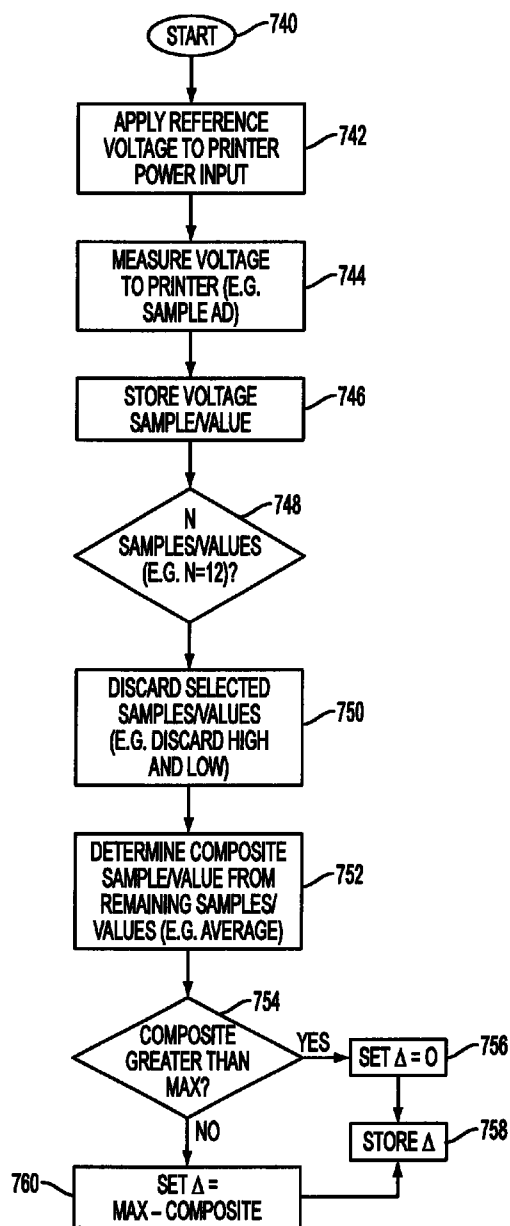 START
740
APPLY REFERENCE
VOLTAGE TO PRINTER
POWER INPUT
742
MEASURE VOLTAGE
TO PRINTER (E.G.
SAMPLE AD)
744
STORE VOLTAGE
SAMPLE/VALUE
746
748
N
SAMPLES/VALUES
(E.G. N=12)?
DISCARD SELECTED
SAMPLES/VALUES
(E.G. DISCARD HIGH
AND LOW)
750
DETERMINE COMPOSITE
SAMPLE/VALUE FROM
REMAINING SAMPLES/
VALUES (E.G. AVERAGE)
752
754
COMPOSITE
GREATER THAN
MAX?
YES
SET Δ = 0
756
STORE Δ
758
NO
760
SET Δ =
MAX – COMPOSITE